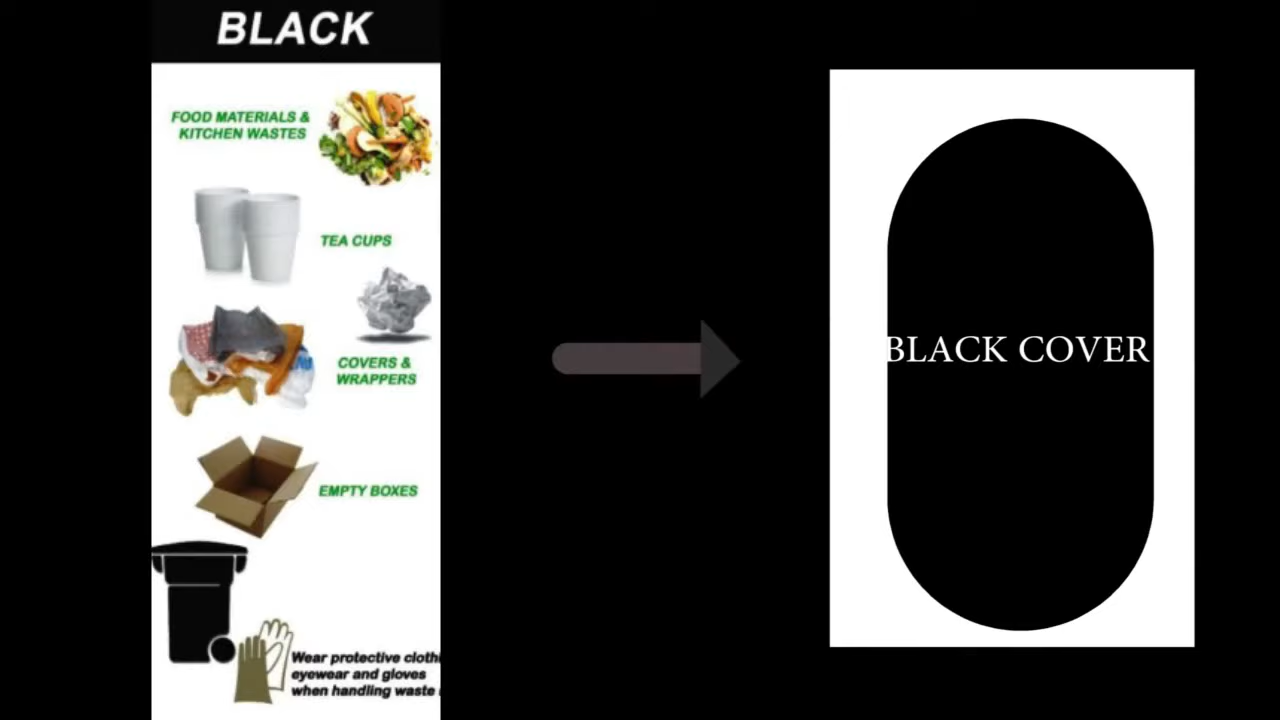 BLACK
FOOD MATERIALS &
KITCHEN WASTES
TEA CUPS
COVERS &
WRAPPERS
EMPTY BOXES
Wear protective clothi
eyewear and gloves
when handling waste
BLACK COVER